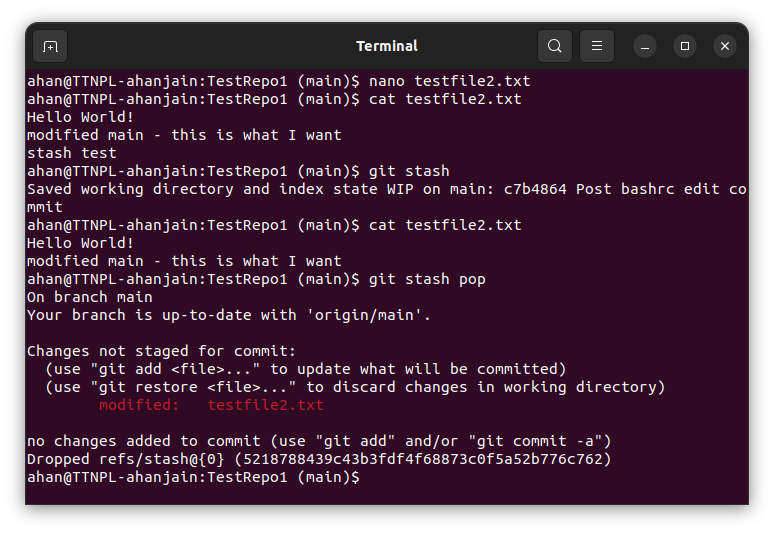 Terminal
ahan@TTNPL-ahanjain:TestRepo1 (main)$ nano testfile2.txt
ahan@TTNPL-ahanjain:TestRepo1 (main)$ cat testfile2.txt
Hello World!
modified main - this is what I want
stash test
ahan@TTNPL-ahanjain:TestRepo1 (main)$ git stash
Saved working directory and index state WIP on main: c7b4864 Post bashrc edit co
mmit
ahan@TTNPL-ahanjain:TestRepo1 (main)$ cat testfile2.txt
Hello World!
modified main - this is what I want
ahan@TTNPL-ahanjain:TestRepo1 (main)$ git stash pop
On branch main
Your branch is up-to-date with 'origin/main'.
Changes not staged for commit:
  (use "git add <file>..." to update what will be committed)
  (use "git restore <file>..." to discard changes in working directory)
        modified:   testfile2.txt
no changes added to commit (use "git add" and/or "git commit -a")
Dropped refs/stash@{0} (5218788439c43b3fdf4f68873c0f5a52b776c762)
ahan@TTNPL-ahanjain:TestRepo1 (main)$